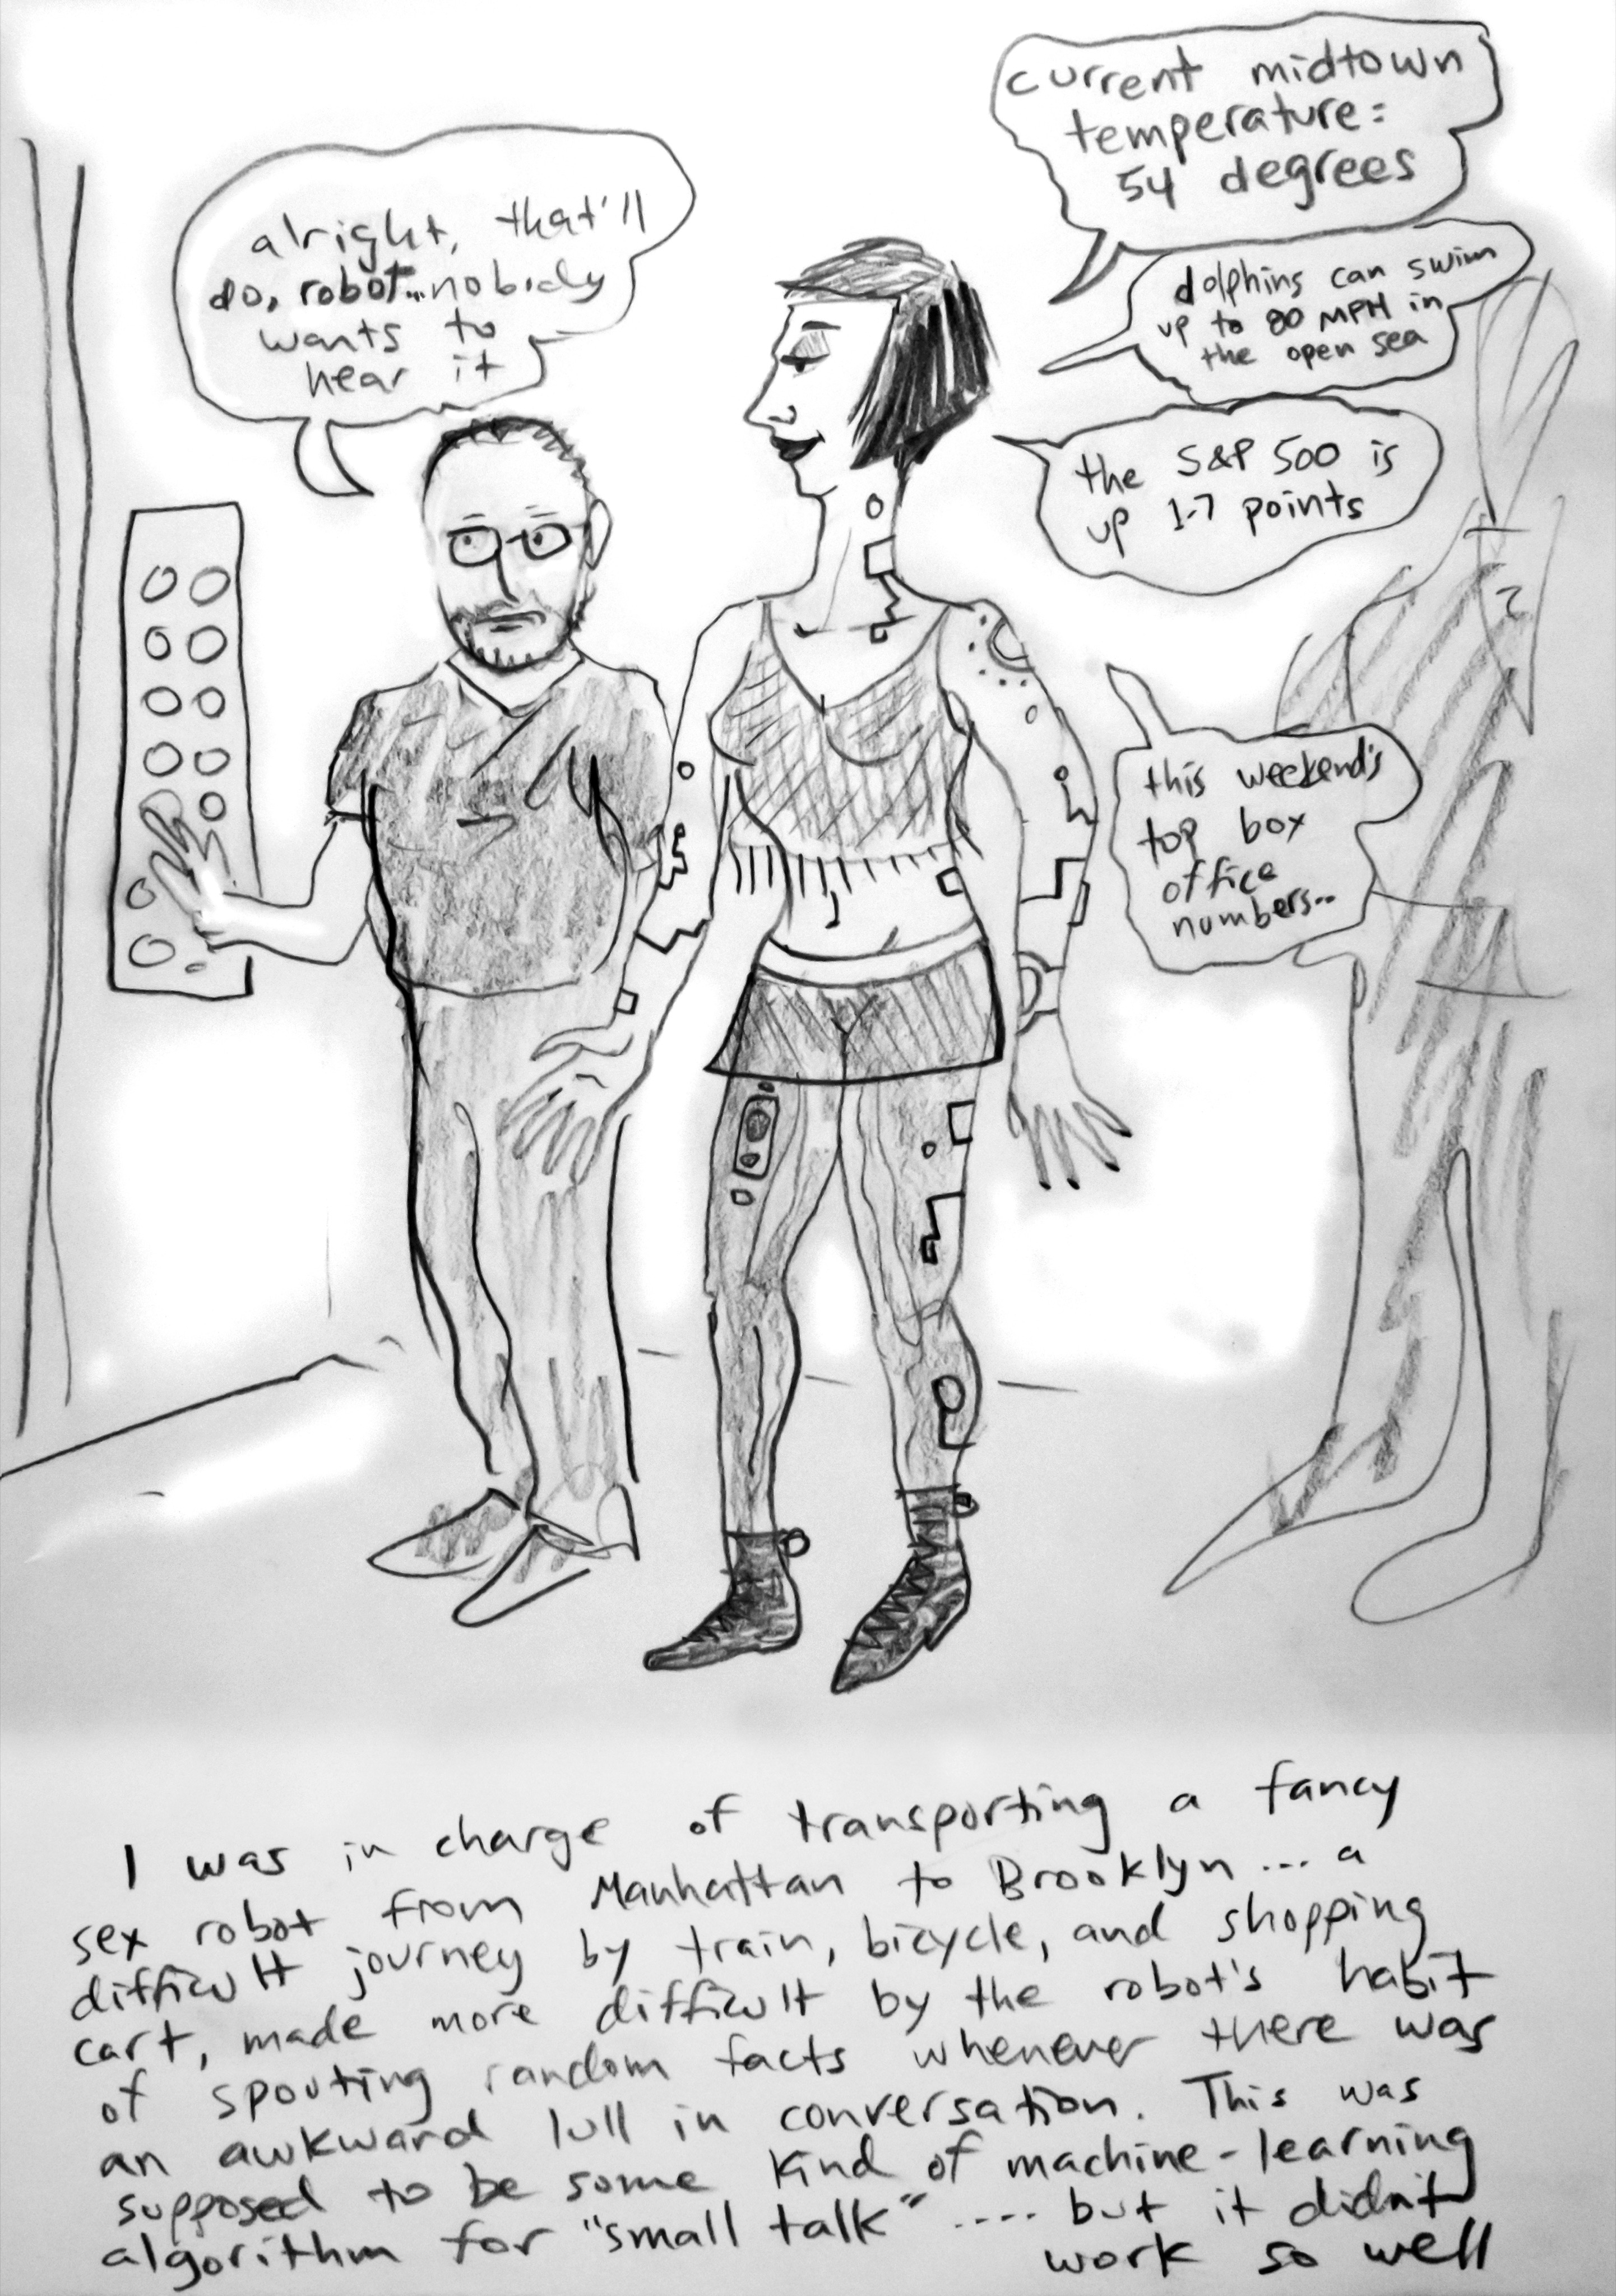 alright, that'll
do, robot...nobody
wants to
hear it
current midtown
temperature:
54 degrees
dolphins can swim
up to 80 MPH in
the open sea
the S&P 500 is
up 1.7 points
this weekend's
top box
office
numbers...
I was in charge of transporting a fancy
sex robot from Manhattan to Brooklyn... a
difficult journey by train, bicycle, and shopping
cart, made more difficult by the robot's habit
of spouting random facts whenever there was
an awkward lull in conversation. This was
supposed to be some kind of machine-learning
algorithm for "small talk".... but it didn't
work so well